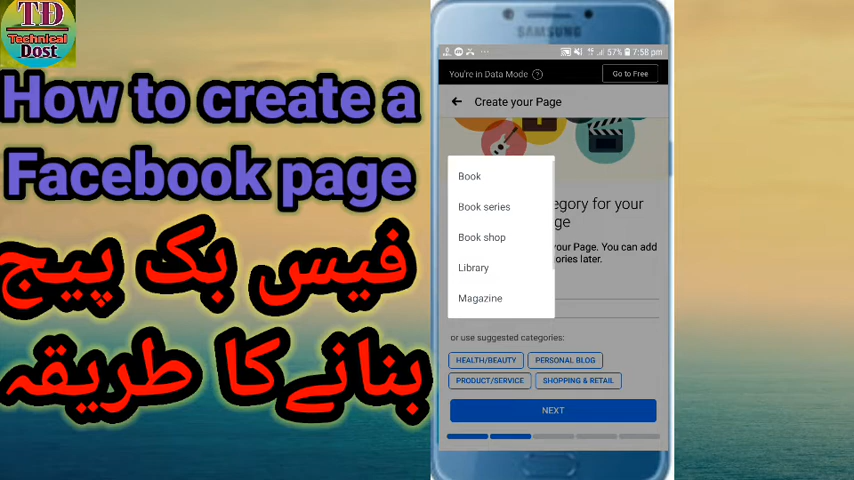 TD
Technical
Dost
How to create a
Facebook page
فیس بک پیج
بنانےکا طریقہ
SAMSUNG
57% 7:58 pm
You're in Data Mode ?
Go to Free
Create your Page
Book
Book series
Book shop
Library
Magazine
egory for your
ge
our Page. You can add
ories later.
or use suggested categories:
HEALTH/BEAUTY PERSONAL BLOG
PRODUCT/SERVICE SHOPPING & RETAIL
NEXT